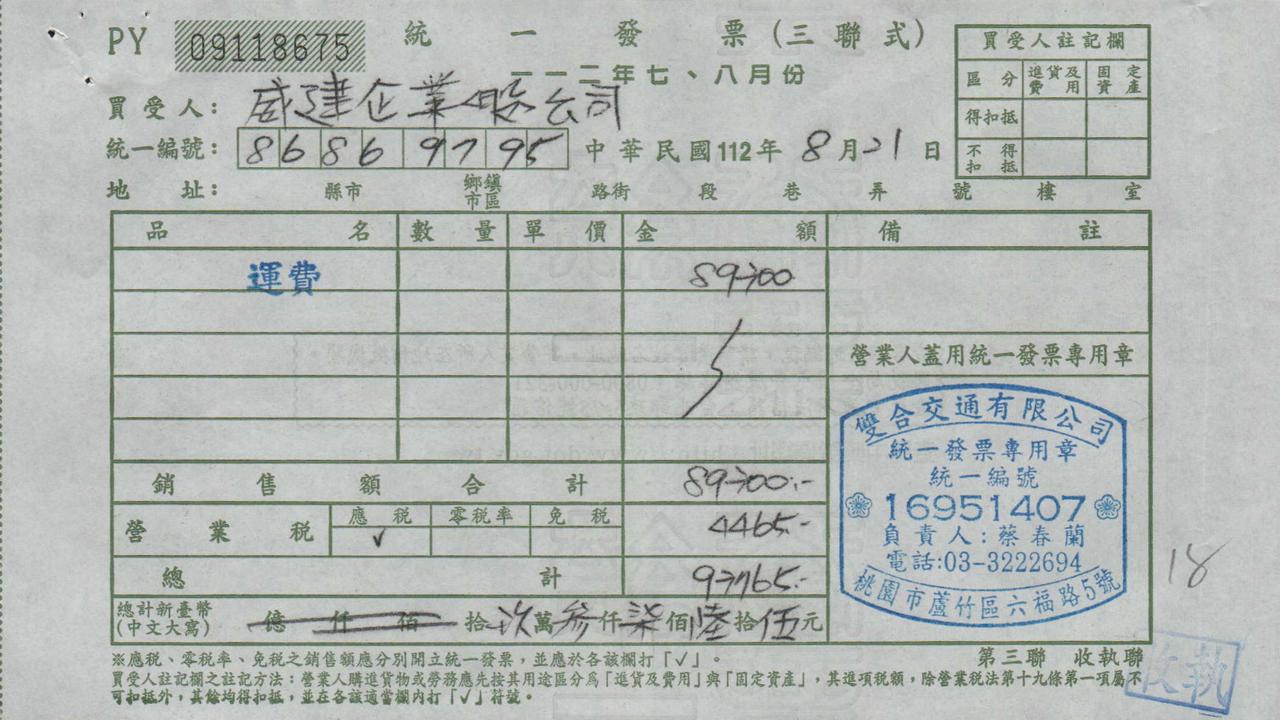 PY 09118675 統一發票(三聯式)
一一二年七、八月份
買受人: 威建企業(股)公司
統一編號: 86869795 中華民國112年8月21日
地址: 縣市 鄉鎮市區 路街 段 巷 弄 號 樓 室
買受人註記欄
區分 進貨及費用 固定資產
得扣抵
不得扣抵
品名 數量 單價 金額 備註
運費 89300
營業人蓋用統一發票專用章
銷售額合計 89300.-
營業稅 應稅 零稅率 免稅 4465.-
✓
總計 93765.-
總計新臺幣(中文大寫) 億仟佰拾玖萬參仟柒佰陸拾伍元
雙合交通有限公司
統一發票專用章
統一編號
16951407
負責人:蔡春蘭
電話:03-3222694
桃園市蘆竹區六福路5號
18
第三聯 收執聯
收執
※應稅、零稅率、免稅之銷售額應分別開立統一發票,並應於各該欄打「✓」。
買受人註記欄之註記方法:營業人購進貨物或勞務應先按其用途區分為「進貨及費用」與「固定資產」,其進項稅額,除營業稅法第十九條第一項屬不
可扣抵外,其餘均得扣抵,並在各該適當欄內打「✓」符號。